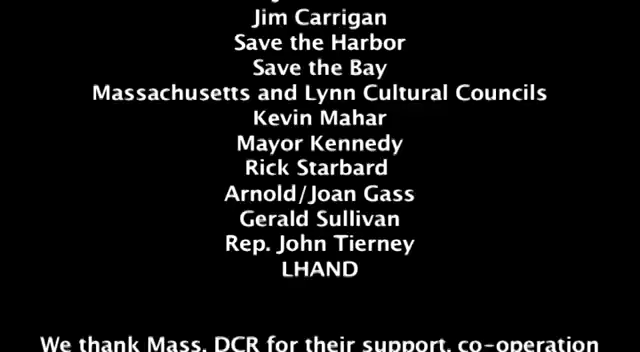 Jim Carrigan
Save the Harbor
Save the Bay
Massachusetts and Lynn Cultural Councils
Kevin Mahar
Mayor Kennedy
Rick Starbard
Arnold/Joan Gass
Gerald Sullivan
Rep. John Tierney
LHAND
We thank Mass. DCR for their support, co-operation